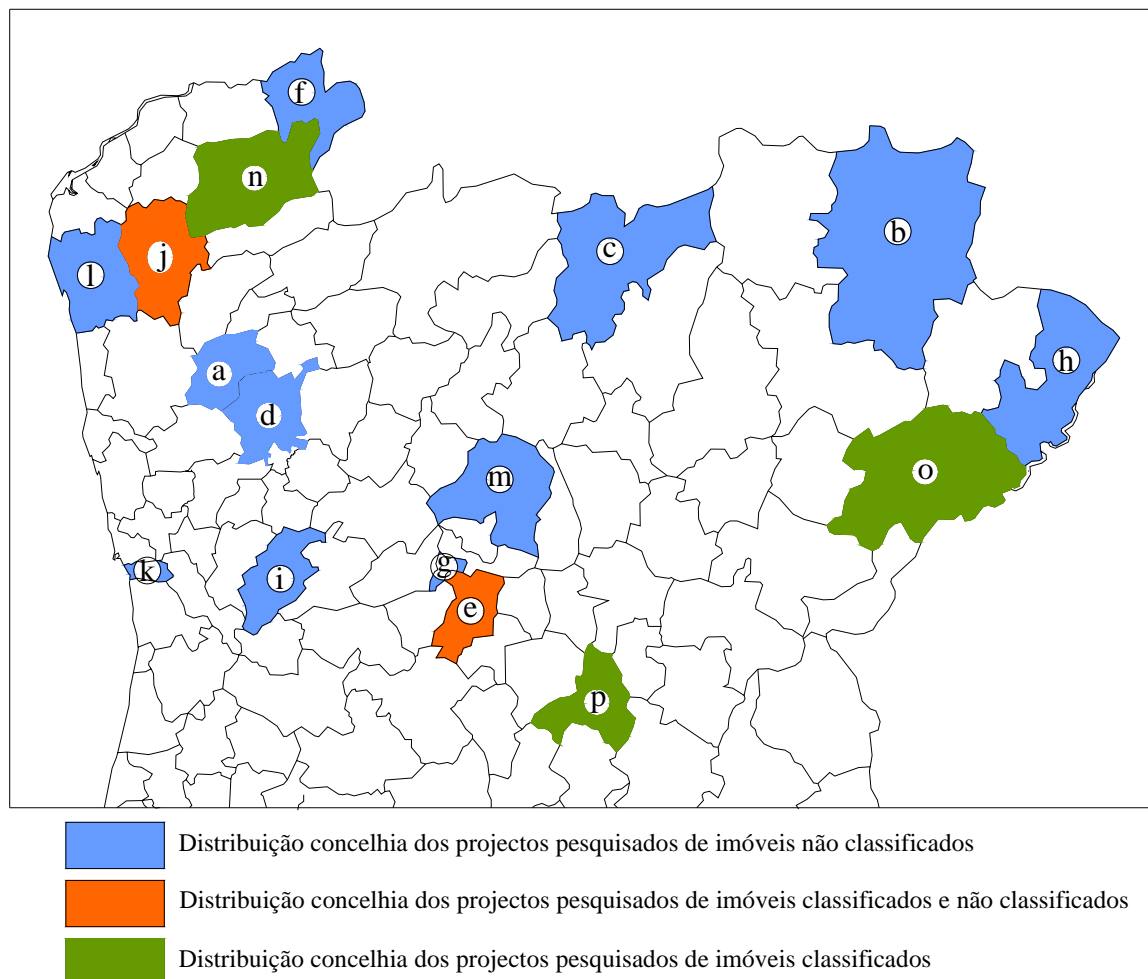 f
n
b
c
j
l
h
a
d
o
m
g
k
i
e
p
Distribuição concelhia dos projectos pesquisados de imóveis não classificados
Distribuição concelhia dos projectos pesquisados de imóveis classificados e não classificados
Distribuição concelhia dos projectos pesquisados de imóveis classificados